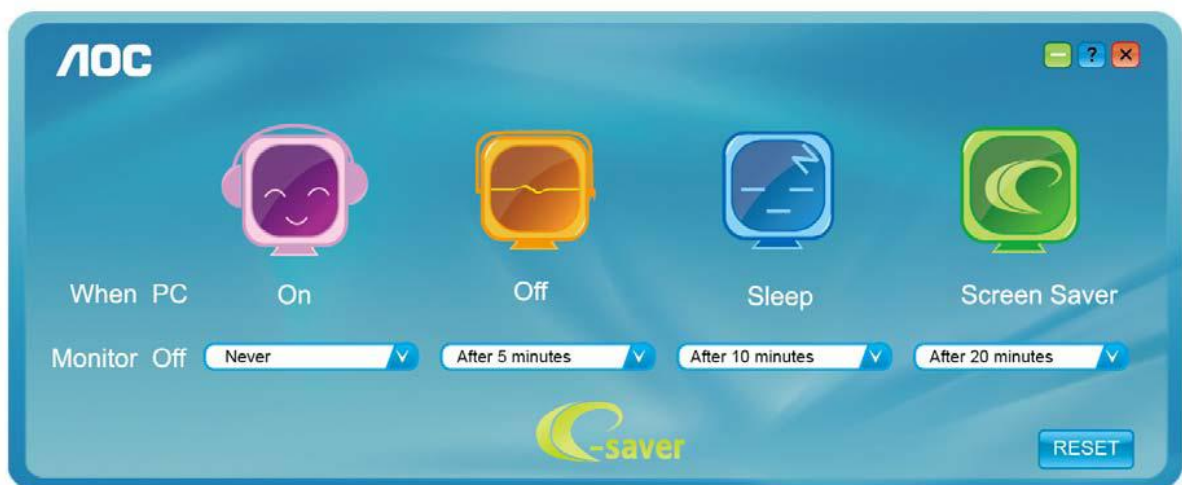 AOC
?
When PC On Off Sleep Screen Saver
Monitor Off Never After 5 minutes After 10 minutes After 20 minutes
e-saver
RESET